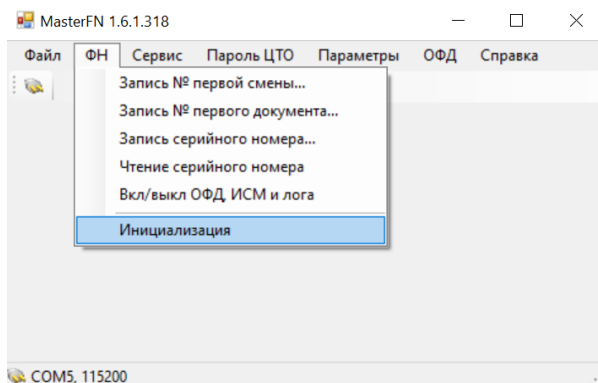 MasterFN 1.6.1.318
Файл ФН Сервис Пароль ЦТО Параметры ОФД Справка
Запись № первой смены...
Запись № первого документа...
Запись серийного номера...
Чтение серийного номера
Вкл/выкл ОФД, ИСМ и лога
Инициализация
COM5, 115200